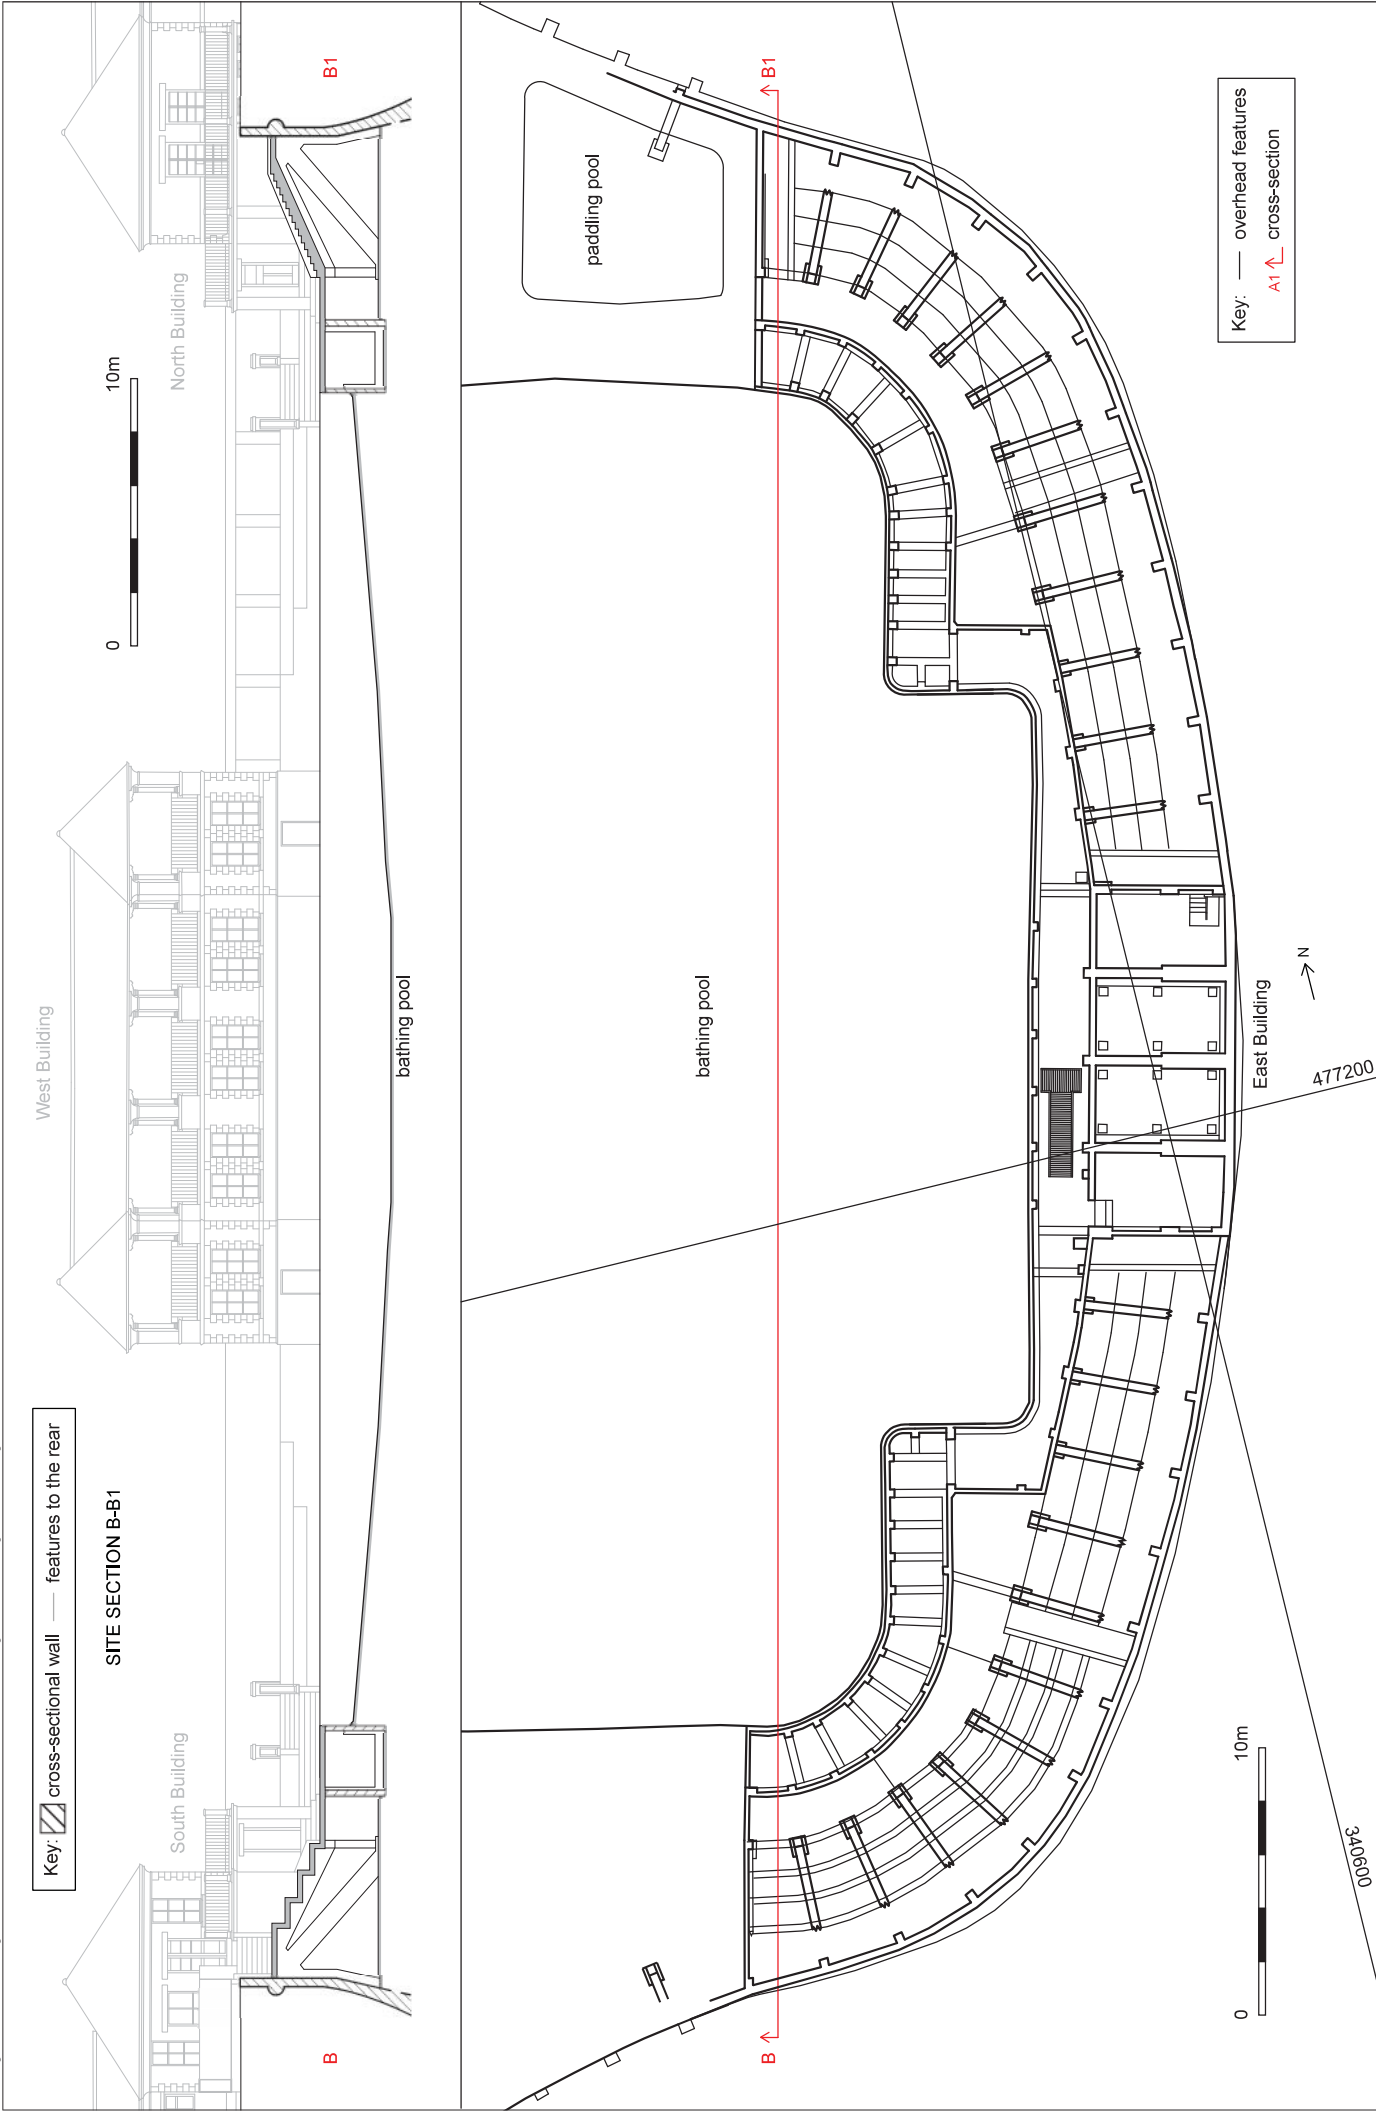 Key: cross-sectional wall — features to the rear
SITE SECTION B-B1
West Building
0 10m
South Building
North Building
B
B1
bathing pool
paddling pool
bathing pool
B
B1
East Building
N
477200
340600
0 10m
Key: — overhead features
A1 cross-section